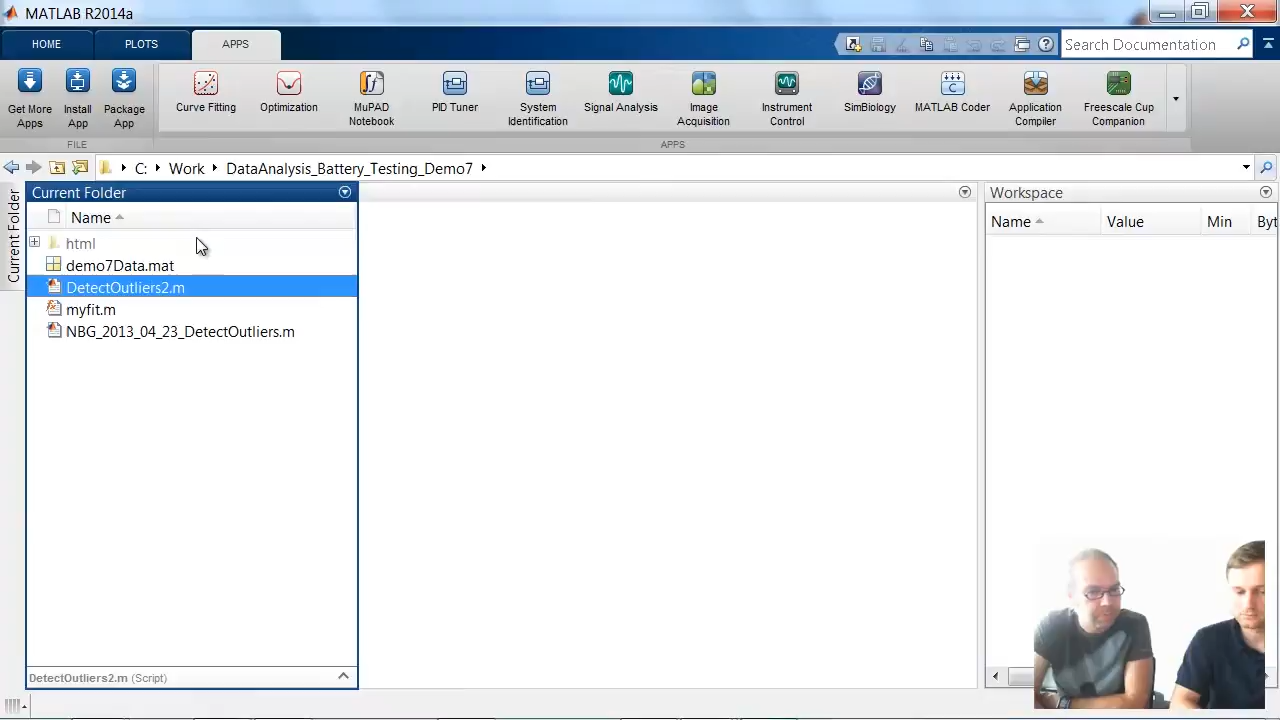 MATLAB R2014a
HOME PLOTS APPS
Search Documentation
Get More Apps
Install App
Package App
Curve Fitting
Optimization
MuPAD Notebook
PID Tuner
System Identification
Signal Analysis
Image Acquisition
Instrument Control
SimBiology
MATLAB Coder
Application Compiler
Freescale Cup Companion
FILE
APPS
C: Work DataAnalysis_Battery_Testing_Demo7
Current Folder
Current Folder
Name
html
demo7Data.mat
DetectOutliers2.m
myfit.m
NBG_2013_04_23_DetectOutliers.m
DetectOutliers2.m (Script)
Workspace
Name Value Min Byt